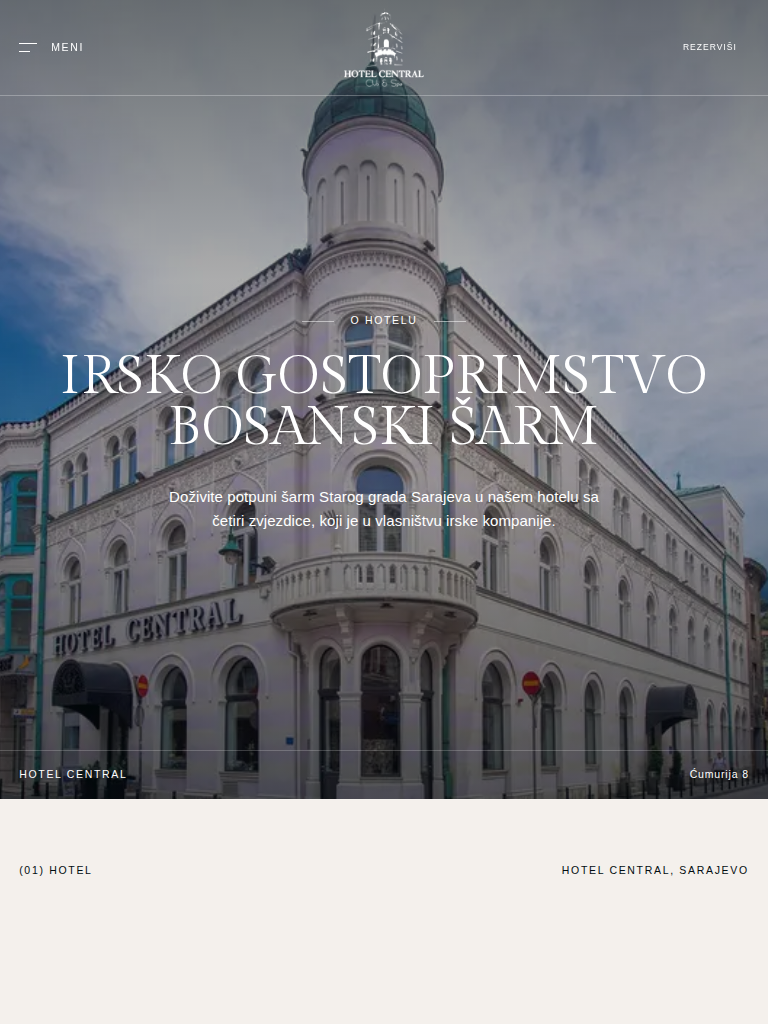 MENI
HOTEL CENTRAL
REZERVIŠI
O HOTELU
IRSKO GOSTOPRIMSTVO
BOSANSKI ŠARM
Doživite potpuni šarm Starog grada Sarajeva u našem hotelu sa
četiri zvjezdice, koji je u vlasništvu irske kompanije.
HOTEL CENTRAL
HOTEL CENTRAL
Ćumurija 8
(01) HOTEL
HOTEL CENTRAL, SARAJEVO